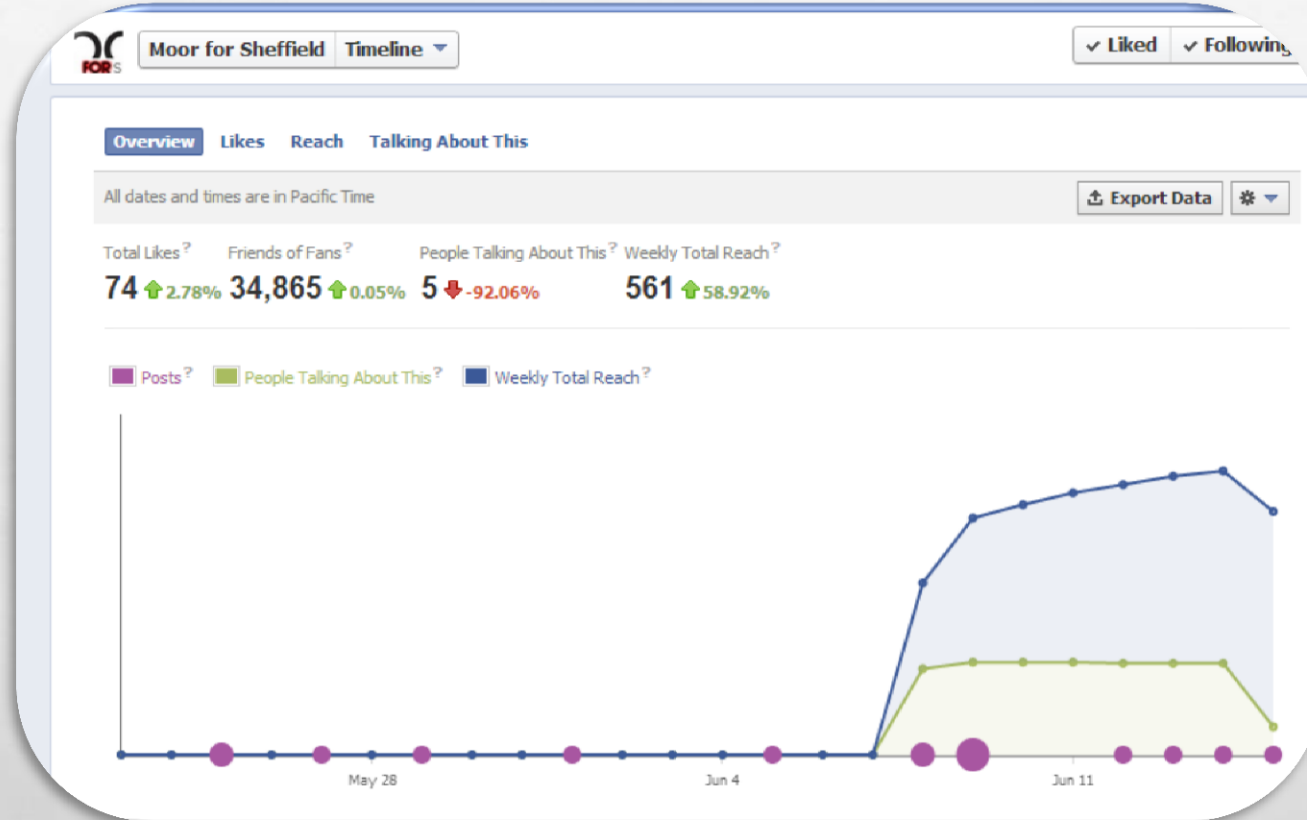 FOR S
Moor for Sheffield Timeline
✓ Liked ✓ Following
Overview Likes Reach Talking About This
All dates and times are in Pacific Time
Export Data
Total Likes? Friends of Fans? People Talking About This? Weekly Total Reach?
74 2.78% 34,865 0.05% 5 -92.06% 561 58.92%
Posts? People Talking About This? Weekly Total Reach?
May 28 Jun 4 Jun 11